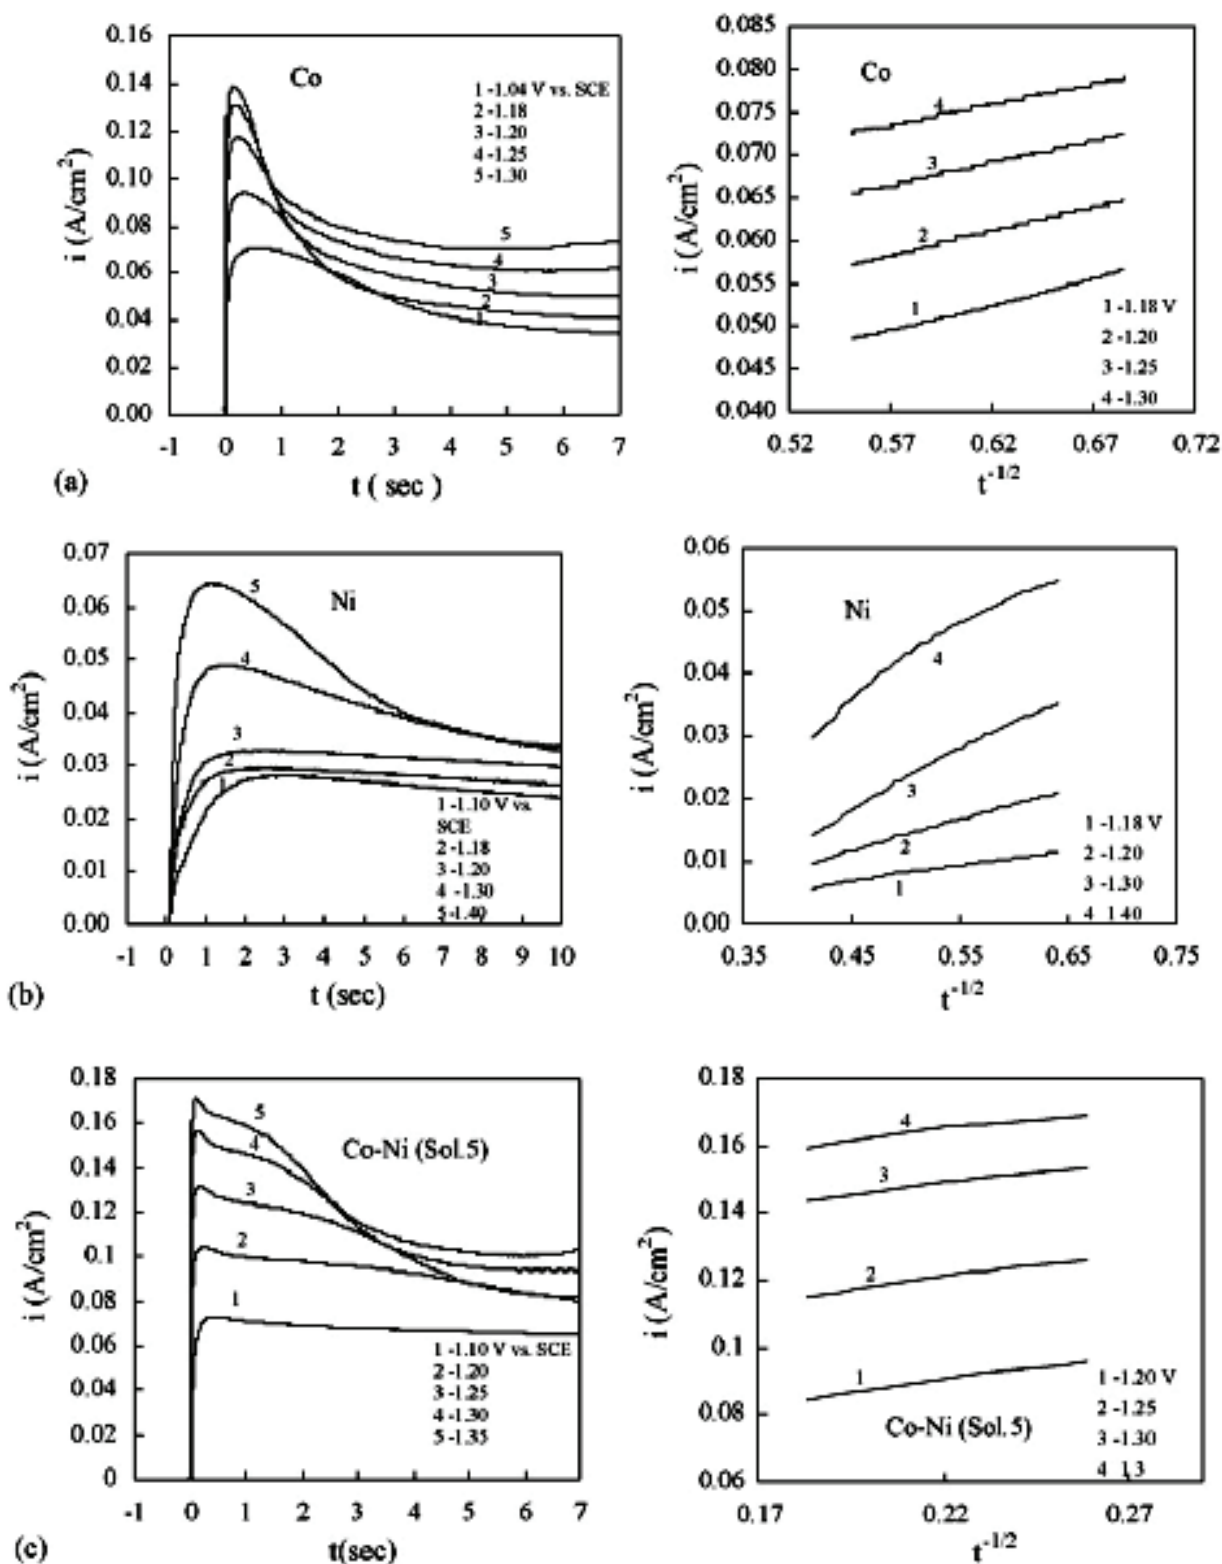 0.16
0.14
0.12
0.10
0.08
0.06
0.04
0.02
0.00
i (A/cm2)
Co
1 -1.04 V vs. SCE
2 -1.18
3 -1.20
4 -1.25
5 -1.30
5
4
3
2
1
-1 0 1 2 3 4 5 6 7
t ( sec )
(a)
0.085
0.080
0.075
0.070
0.065
0.060
0.055
0.050
0.045
0.040
i (A/cm2)
Co
4
3
2
1
1 -1.18 V
2 -1.20
3 -1.25
4 -1.30
0.52 0.57 0.62 0.67 0.72
t-1/2
0.07
0.06
0.05
0.04
0.03
0.02
0.01
0.00
i (A/cm2)
Ni
5
4
3
2
1
1 -1.10 V vs.
SCE
2 -1.18
3 -1.20
4 -1.30
5 -1.40
-1 0 1 2 3 4 5 6 7 8 9 10
t (sec)
(b)
0.06
0.05
0.04
0.03
0.02
0.01
0.00
i (A/cm2)
Ni
4
3
2
1
1 -1.18 V
2 -1.20
3 -1.30
4 1.40
0.35 0.45 0.55 0.65 0.75
t-1/2
0.18
0.16
0.14
0.12
0.1
0.08
0.06
0.04
0.02
0
i (A/cm2)
Co-Ni (Sol.5)
5
4
3
2
1
1 -1.10 V vs. SCE
2 -1.20
3 -1.25
4 -1.30
5 -1.35
-1 0 1 2 3 4 5 6 7
t(sec)
(c)
0.18
0.16
0.14
0.12
0.1
0.08
0.06
i (A/cm2)
4
3
2
1
1 -1.20 V
2 -1.25
3 -1.30
4 1.3
Co-Ni (Sol.5)
0.17 0.22 0.27
t-1/2